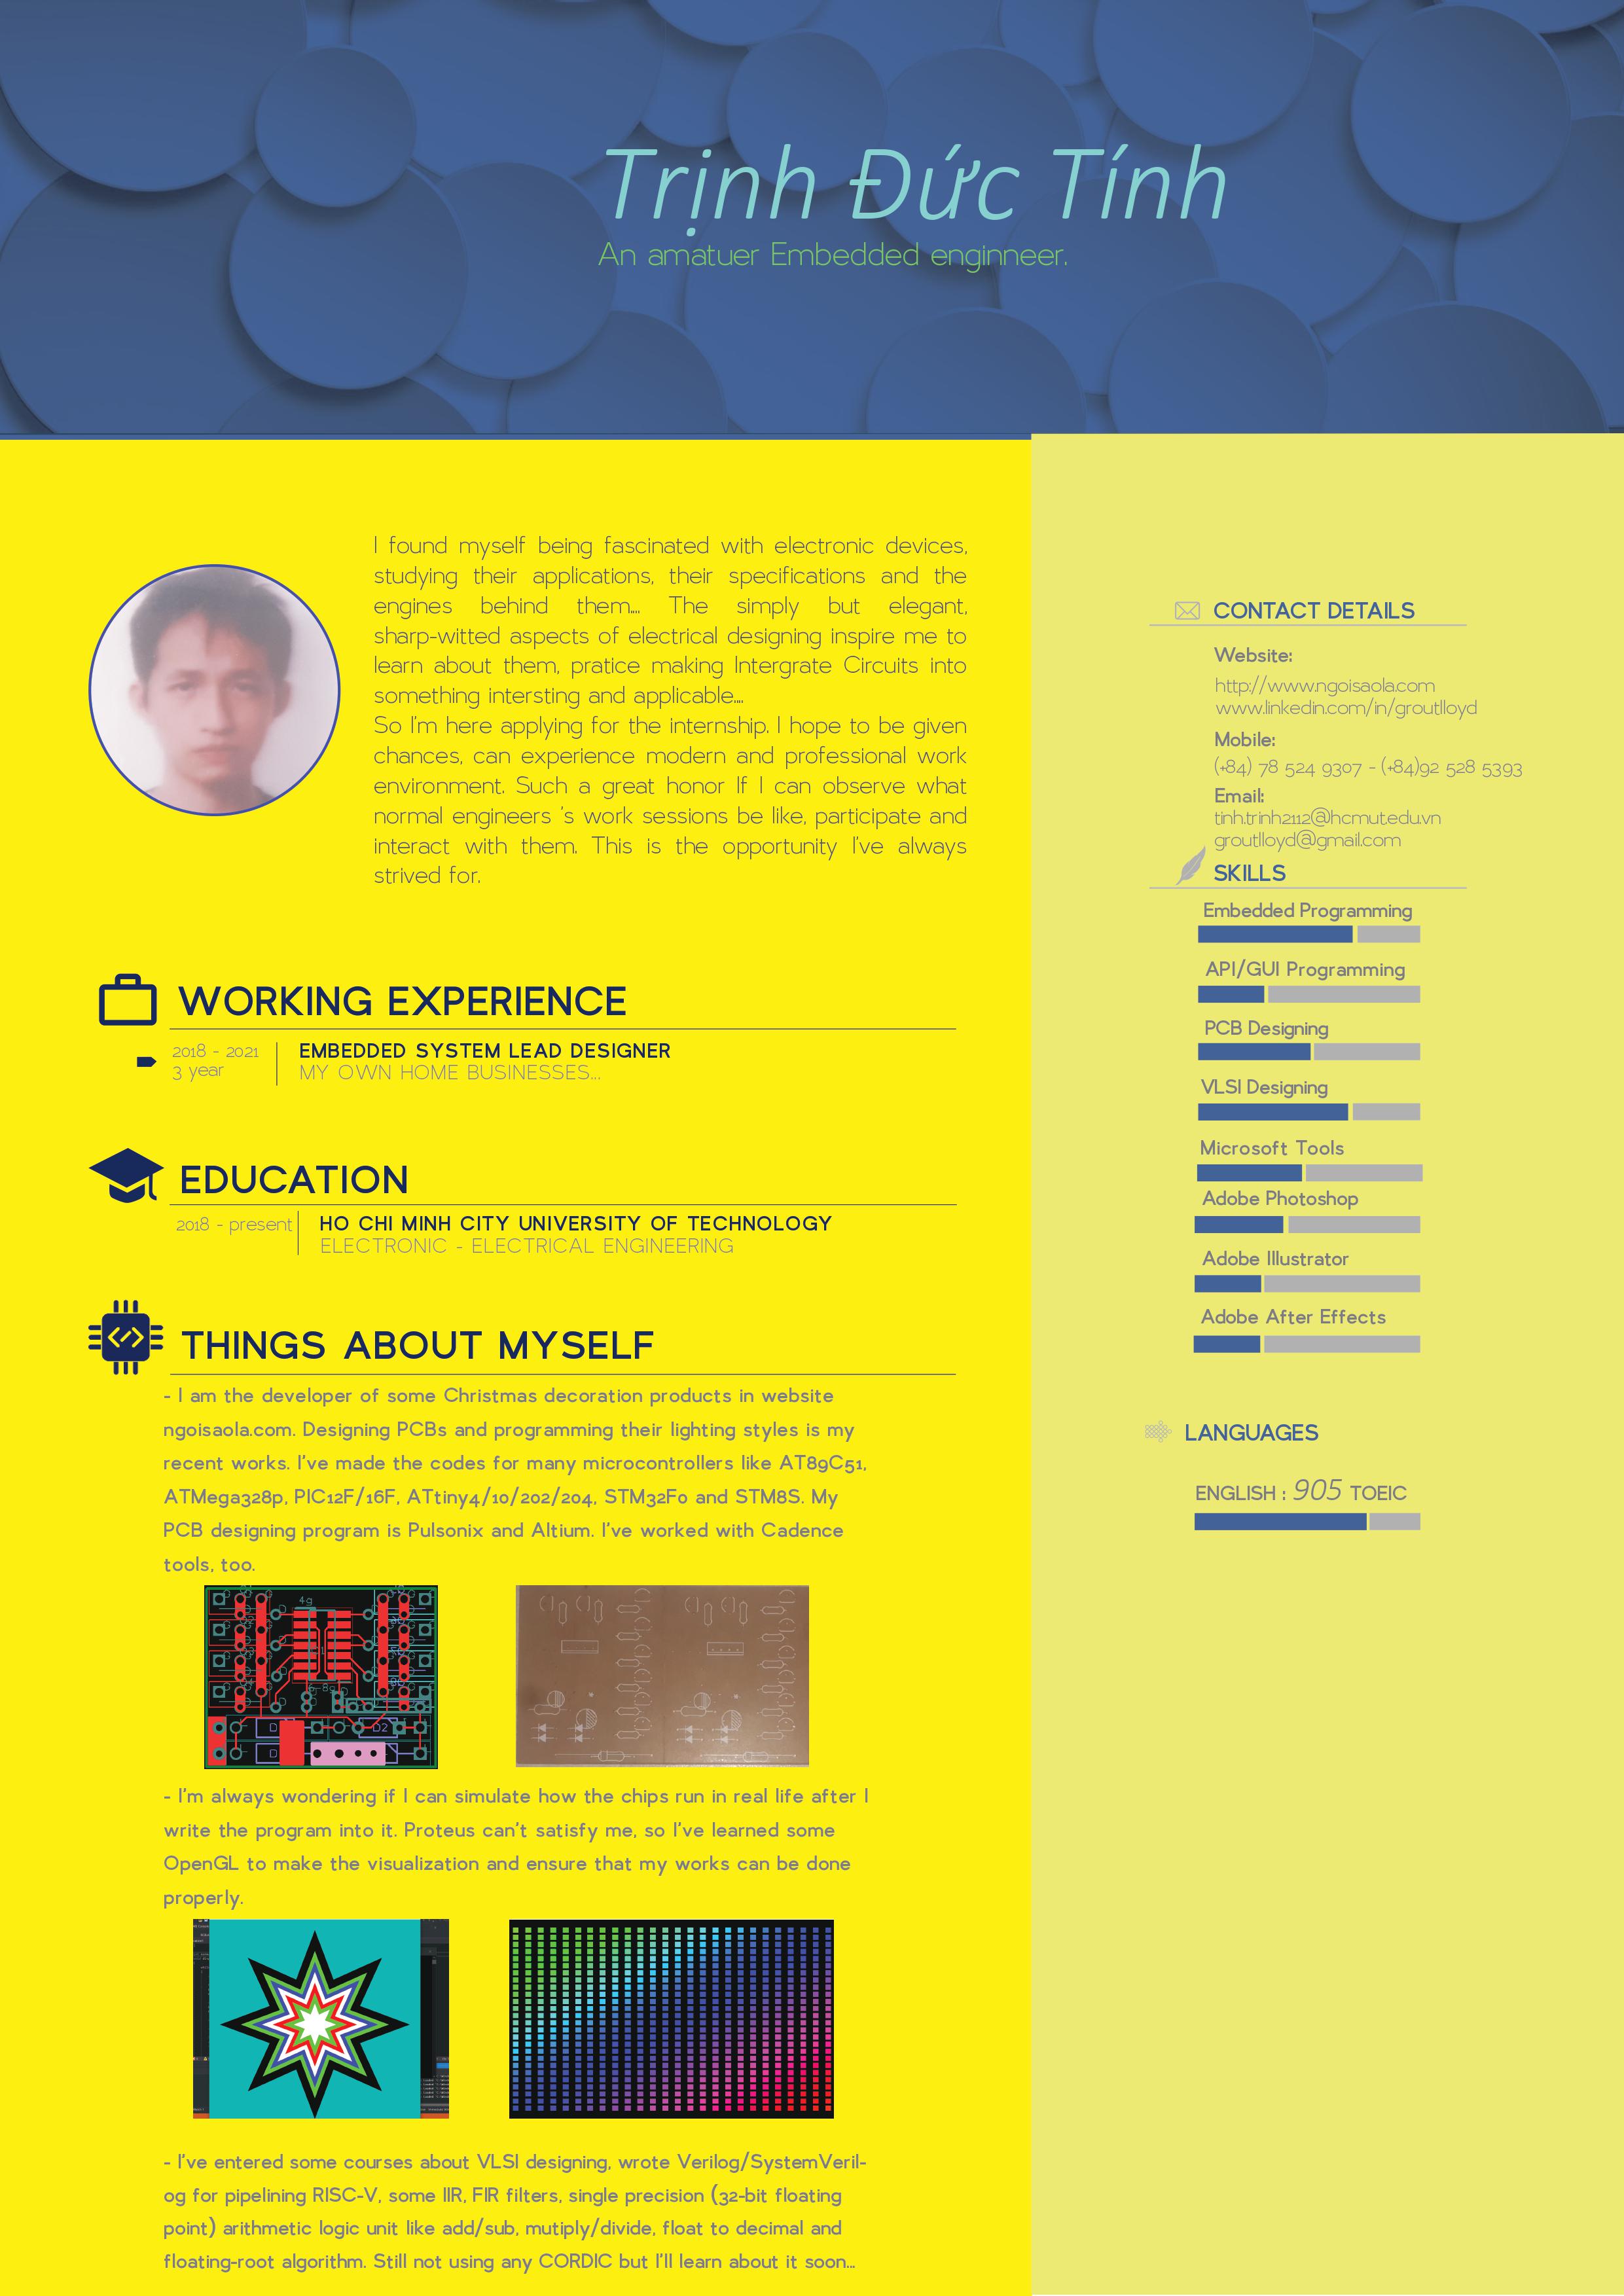 Trịnh Đức Tính
An amatuer Embedded enginneer.
I found myself being fascinated with electronic devices,
studying their applications, their specifications and the
engines behind them.... The simply but elegant,
sharp-witted aspects of electrical designing inspire me to
learn about them, pratice making Intergrate Circuits into
something intersting and applicable....
So I'm here applying for the internship. I hope to be given
chances, can experience modern and professional work
environment. Such a great honor If I can observe what
normal engineers 's work sessions be like, participate and
interact with them. This is the opportunity I've always
strived for.
WORKING EXPERIENCE
2018 - 2021
3 year
EMBEDDED SYSTEM LEAD DESIGNER
MY OWN HOME BUSINESSES...
EDUCATION
2018 - present
HO CHI MINH CITY UNIVERSITY OF TECHNOLOGY
ELECTRONIC - ELECTRICAL ENGINEERING
THINGS ABOUT MYSELF
- I am the developer of some Christmas decoration products in website
ngoisaola.com. Designing PCBs and programming their lighting styles is my
recent works. I've made the codes for many microcontrollers like AT89C51,
ATMega328p, PIC12F/16F, ATtiny4/10/202/204, STM32F0 and STM8S. My
PCB designing program is Pulsonix and Altium. I've worked with Cadence
tools, too.
4g
D2
- I'm always wondering if I can simulate how the chips run in real life after I
write the program into it. Proteus can't satisfy me, so I've learned some
OpenGL to make the visualization and ensure that my works can be done
properly.
- I've entered some courses about VLSI designing, wrote Verilog/SystemVeril-
og for pipelining RISC-V, some IIR, FIR filters, single precision (32-bit floating
point) arithmetic logic unit like add/sub, mutiply/divide, float to decimal and
floating-root algorithm. Still not using any CORDIC but I'll learn about it soon...
CONTACT DETAILS
Website:
http://www.ngoisaola.com
www.linkedin.com/in/groutlloyd
Mobile:
(+84) 78 524 9307 - (+84)92 528 5393
Email:
tinh.trinh2112@hcmut.edu.vn
groutlloyd@gmail.com
SKILLS
Embedded Programming
API/GUI Programming
PCB Designing
VLSI Designing
Microsoft Tools
Adobe Photoshop
Adobe Illustrator
Adobe After Effects
LANGUAGES
ENGLISH : 905 TOEIC